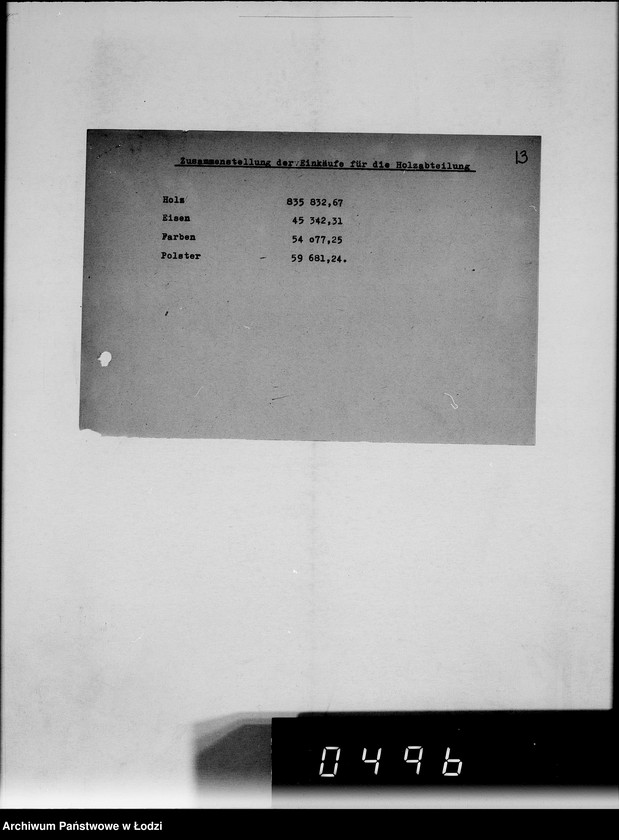 13
Zusammenstellung der Einkäufe für die Holzabteilung
Holz 835 832,67
Eisen 45 342,31
Farben 54 o77,25
Polster 59 681,24.
0496
Archiwum Państwowe w Łodzi